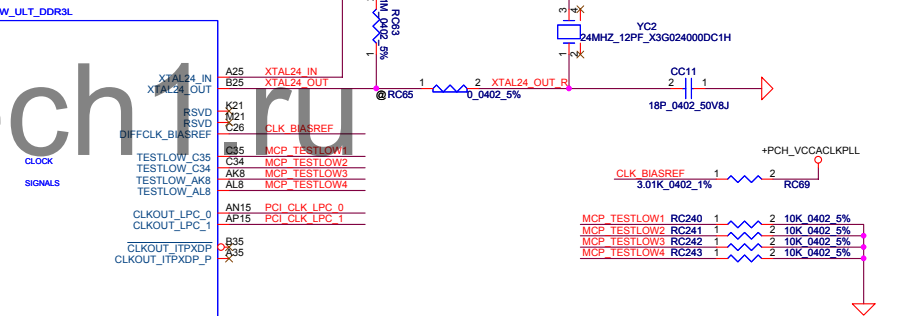 W_ULT_DDR3L
1M_0402_5%
RC63
1
3
4
YC2
24MHZ_12PF_X3G024000DC1H
1
2
XTAL24_IN A25 XTAL24_IN
XTAL24_OUT B25 XTAL24_OUT
@ RC65 1 2 0_0402_5% XTAL24_OUT_R
CC11
2 1
18P_0402_50V8J
ech1.ru
RSVD K21
RSVD M21
DIFFCLK_BIASREF C26 CLK_BIASREF
CLOCK
SIGNALS
TESTLOW_C35 C35 MCP_TESTLOW1
TESTLOW_C34 C34 MCP_TESTLOW2
TESTLOW_AK8 AK8 MCP_TESTLOW3
TESTLOW_AL8 AL8 MCP_TESTLOW4
CLKOUT_LPC_0 AN15 PCI_CLK_LPC_0
CLKOUT_LPC_1 AP15 PCI_CLK_LPC_1
CLKOUT_ITPXDP B35
CLKOUT_ITPXDP_P A35
+PCH_VCCACLKPLL
CLK_BIASREF 1 2
3.01K_0402_1% RC69
MCP_TESTLOW1 RC240 1 2 10K_0402_5%
MCP_TESTLOW2 RC241 1 2 10K_0402_5%
MCP_TESTLOW3 RC242 1 2 10K_0402_5%
MCP_TESTLOW4 RC243 1 2 10K_0402_5%